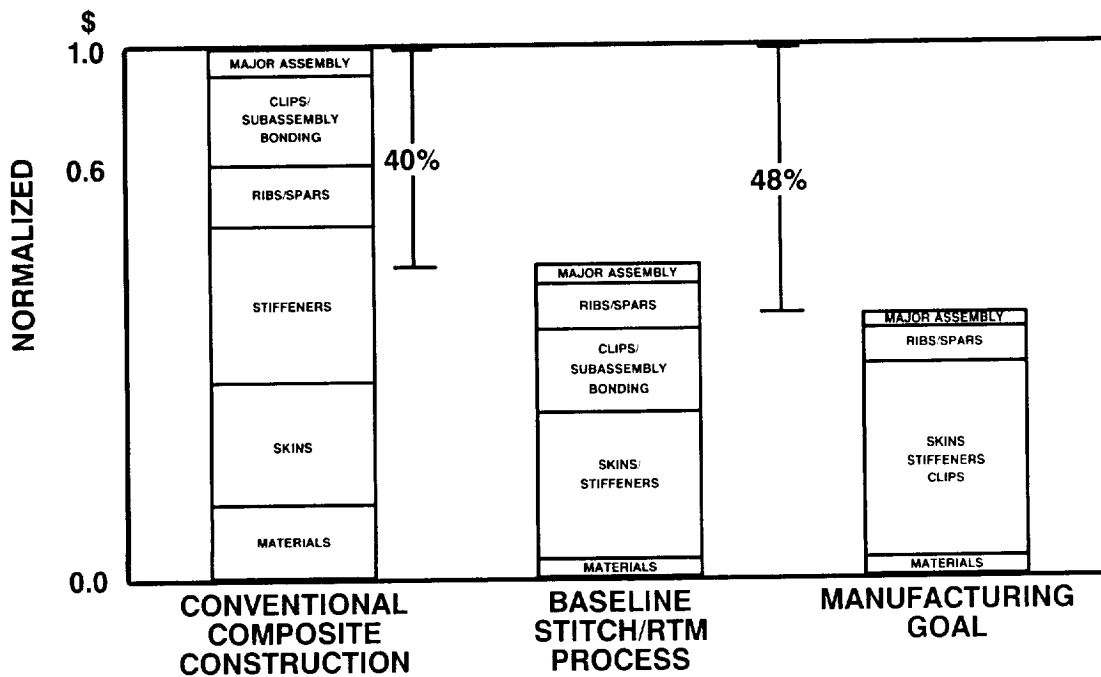 $
1.0
0.6
0.0
NORMALIZED
MAJOR ASSEMBLY
CLIPS/
SUBASSEMBLY
BONDING
RIBS/SPARS
STIFFENERS
SKINS
MATERIALS
40%
MAJOR ASSEMBLY
RIBS/SPARS
CLIPS/
SUBASSEMBLY
BONDING
SKINS/
STIFFENERS
MATERIALS
48%
MAJOR ASSEMBLY
RIBS/SPARS
SKINS
STIFFENERS
CLIPS
MATERIALS
CONVENTIONAL
COMPOSITE
CONSTRUCTION
BASELINE
STITCH/RTM
PROCESS
MANUFACTURING
GOAL